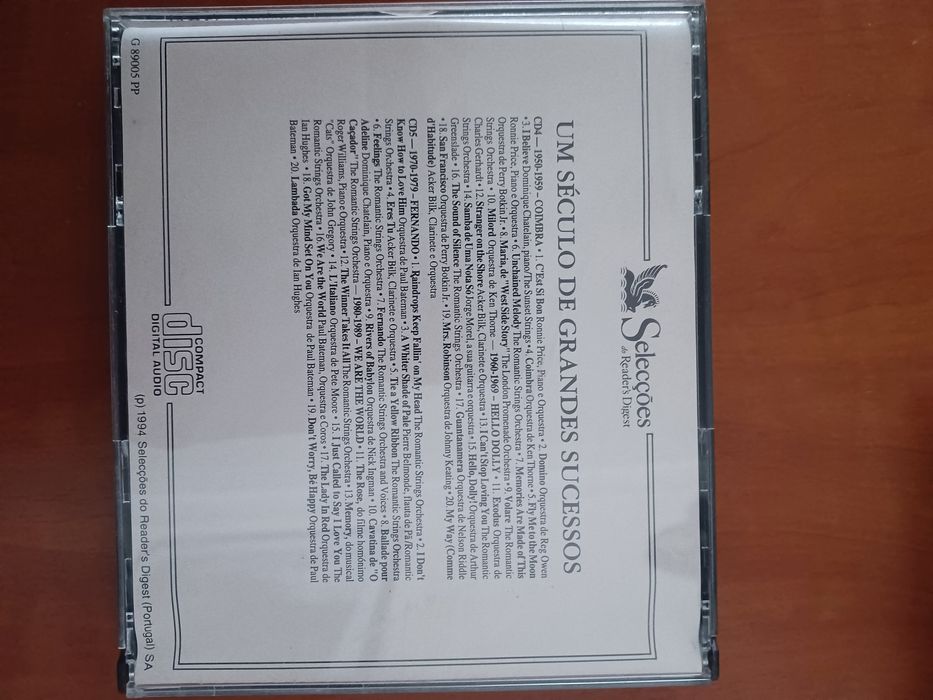 Selecções
do Reader's Digest
UM SÉCULO DE GRANDES SUCESSOS
CD4 — 1950-1959 – COIMBRA • 1. C'Est Si Bon Ronnie Price, Piano e Orquestra • 2. Domino Orquestra de Rog Owen
• 3. I Believe Dominique Chatelain, piano/The Sunset Strings • 4. Coimbra Orquestra de Ken Thorne • 5. Fly Me to the Moon
Ronnie Price, Piano e Orquestra • 6. Unchained Melody The Romantic Strings Orchestra • 7. Memories Are Made of This
Orquestra de Perry Botkin Jr. • 8. Maria, de "West Side Story" The London Promenade Orchestra • 9. Volare The Romantic
Strings Orchestra • 10. Milord Orquestra de Ken Thorne — 1960-1969 – HELLO DOLLY • 11. Exodus Orquestra de
Charles Gerhardt • 12. Stranger on the Shore Acker Bilk, Clarinete e Orquestra • 13. I Can't Stop Loving You The Romantic
Strings Orchestra • 14. Samba de Uma Nota Só Jorge Morel, a sua guitarra e orquestra • 15. Hello, Dolly! Orquestra de Arthur
Greenslade • 16. The Sound of Silence The Romantic Strings Orchestra • 17. Guantanamera Orquestra de Nelson Riddle
• 18. San Francisco Orquestra de Perry Botkin Jr. • 19. Mrs. Robinson Orquestra de Johnny Keating • 20. My Way (Comme
d'Habitude) Acker Bilk, Clarinete e Orquestra
CD5 — 1970-1979 – FERNANDO • 1. Raindrops Keep Fallin' on My Head The Romantic Strings Orchestra • 2. I Don't
Know How to Love Him Orquestra de Paul Bateman • 3. A Whiter Shade of Pale Pierre Belmonde, flauta de Pã /Romantic
Strings Orchestra • 4. Eres Tu Acker Bilk, Clarinete e Orquestra • 5. Tie a Yellow Ribbon The Romantic Strings Orchestra
• 6. Feelings The Romantic Strings Orchestra • 7. Fernando The Romantic Strings Orchestra and Voices • 8. Ballade pour
Adeline Dominique Chatelain, Piano e Orquestra • 9. Rivers of Babylon Orquestra de Nick Ingman • 10 Cavatina de "O
Caçador" The Romantic Strings Orchestra — 1980-1989 – WE ARE THE WORLD • 11. The Rose, do filme homónimo
Roger Williams, Piano e Orquestra • 12. The Winner Takes It All The Romantic Strings Orchestra • 13. Memory, do musical
"Cats" Orquestra de John Gregory • 14. L'Italiano Orquestra de Pete Moore • 15. I Just Called to Say I Love You The
Romantic Strings Orchestra • 16. We Are the World Paul Bateman, Orquestra e Coros • 17. The Lady In Red Orquestra de
Ian Hughes • 18. Got My Mind Set On You Orquestra de Paul Bateman • 19. Don't Worry, Be Happy Orquestra de Paul
Bateman • 20. Lambada Orquestra de Ian Hughes
COMPACT
disc
DIGITAL AUDIO
G 89005 PP
(p) 1994 Selecções do Reader's Digest (Portugal) SA